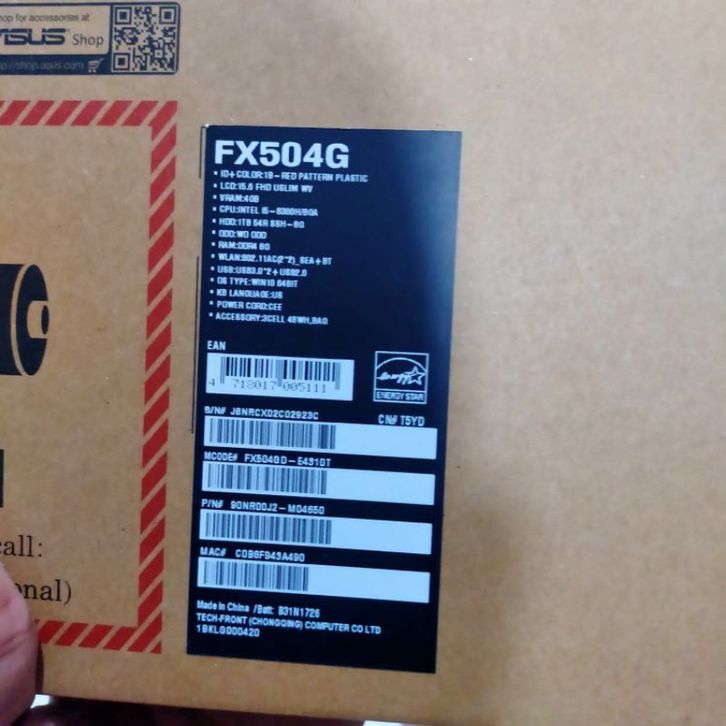 shop for accessories at
ASUS Shop
http://shop.asus.com
FX504G
• ID+COLOR:1B-RED PATTERN PLASTIC
• LCD:15.6 FHD USLIM WV
• VRAM:4GB
• CPU:INTEL I5-8300H/BGA
• HDD:1TB 54R SSH-8G
• ODD:WO ODD
• RAM:DDR4 8G
• WLAN:802.11AC(2*2)_SEA+BT
• USB:USB3.0*2+USB2.0
• OS TYPE:WIN10 64BIT
• KB LANGUAGE:US
• POWER CORD:CEE
• ACCESSORY:3CELL 48WH,BAG
EAN
4 718017 005111
energy
ENERGY STAR
S/N# J8NRCX02C02923C
CN# T5YD
MCODE# FX504GD-E4310T
P/N# 90NR00J2-M04650
MAC# C0B6F943A490
Made in China /Batt: B31N1726
TECH-FRONT (CHONGQING) COMPUTER CO LTD
1BKLG000420
call:
onal)